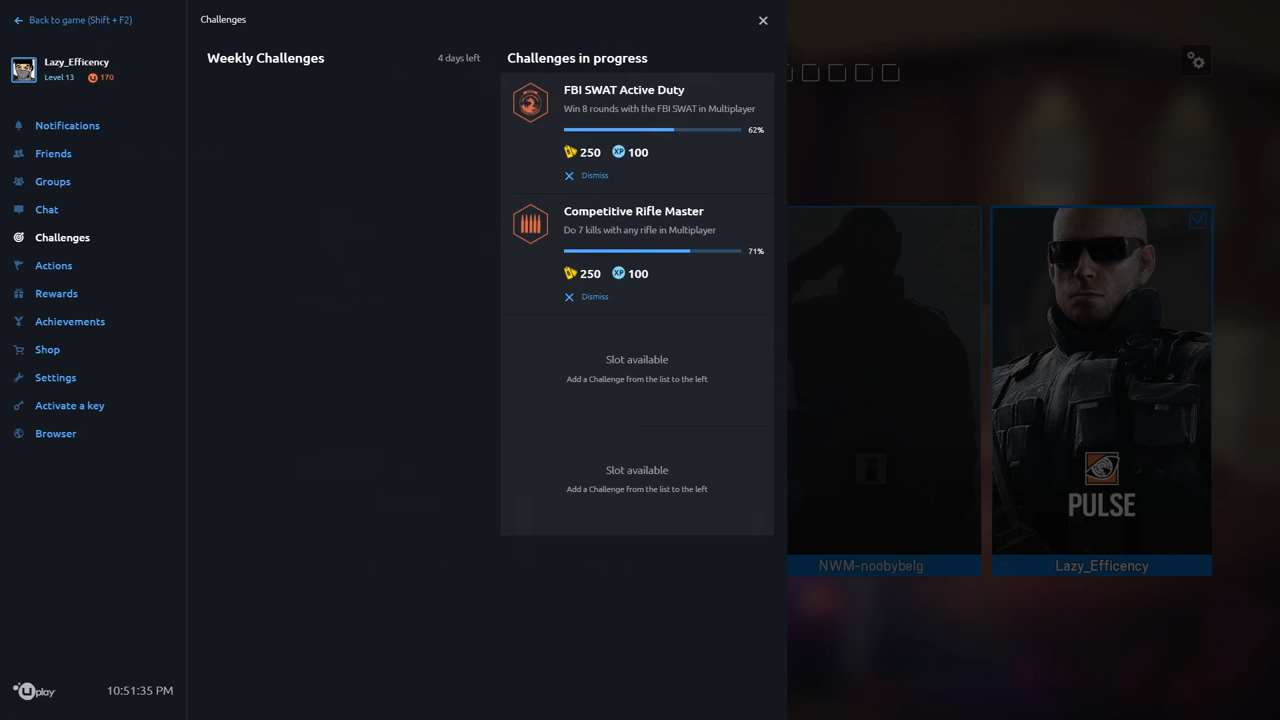 Back to game (Shift + F2)
Lazy_Efficency
Level 13
170
Notifications
Friends
Groups
Chat
Challenges
Actions
Rewards
Achievements
Shop
Settings
Activate a key
Browser
uplay
10:51:35 PM
Challenges
Weekly Challenges
4 days left
Challenges in progress
FBI SWAT Active Duty
Win 8 rounds with the FBI SWAT in Multiplayer
62%
250 XP 100
Dismiss
Competitive Rifle Master
Do 7 kills with any rifle in Multiplayer
71%
250 XP 100
Dismiss
Slot available
Add a Challenge from the list to the left
Slot available
Add a Challenge from the list to the left
PULSE
NWM-noobybelg
Lazy_Efficency